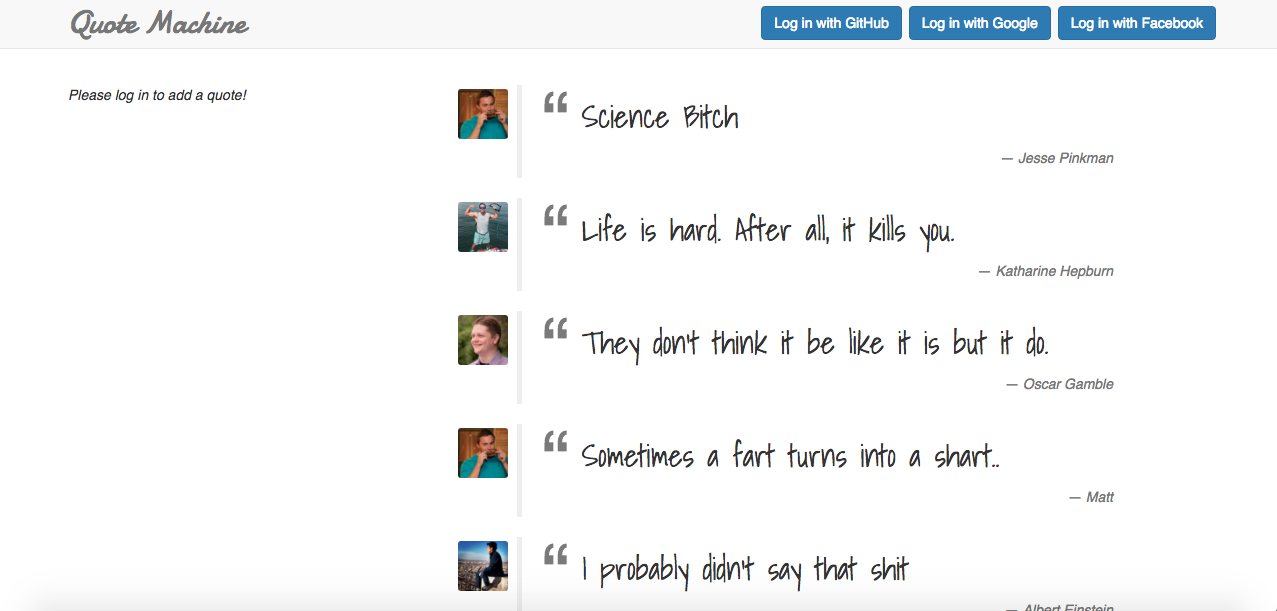 Quote Machine
Log in with GitHub
Log in with Google
Log in with Facebook
Please log in to add a quote!
“ Science Bitch
— Jesse Pinkman
“ Life is hard. After all, it kills you.
— Katharine Hepburn
“ They don't think it be like it is but it do.
— Oscar Gamble
“ Sometimes a fart turns into a shart..
— Matt
“ I probably didn't say that shit
— Albert Einstein